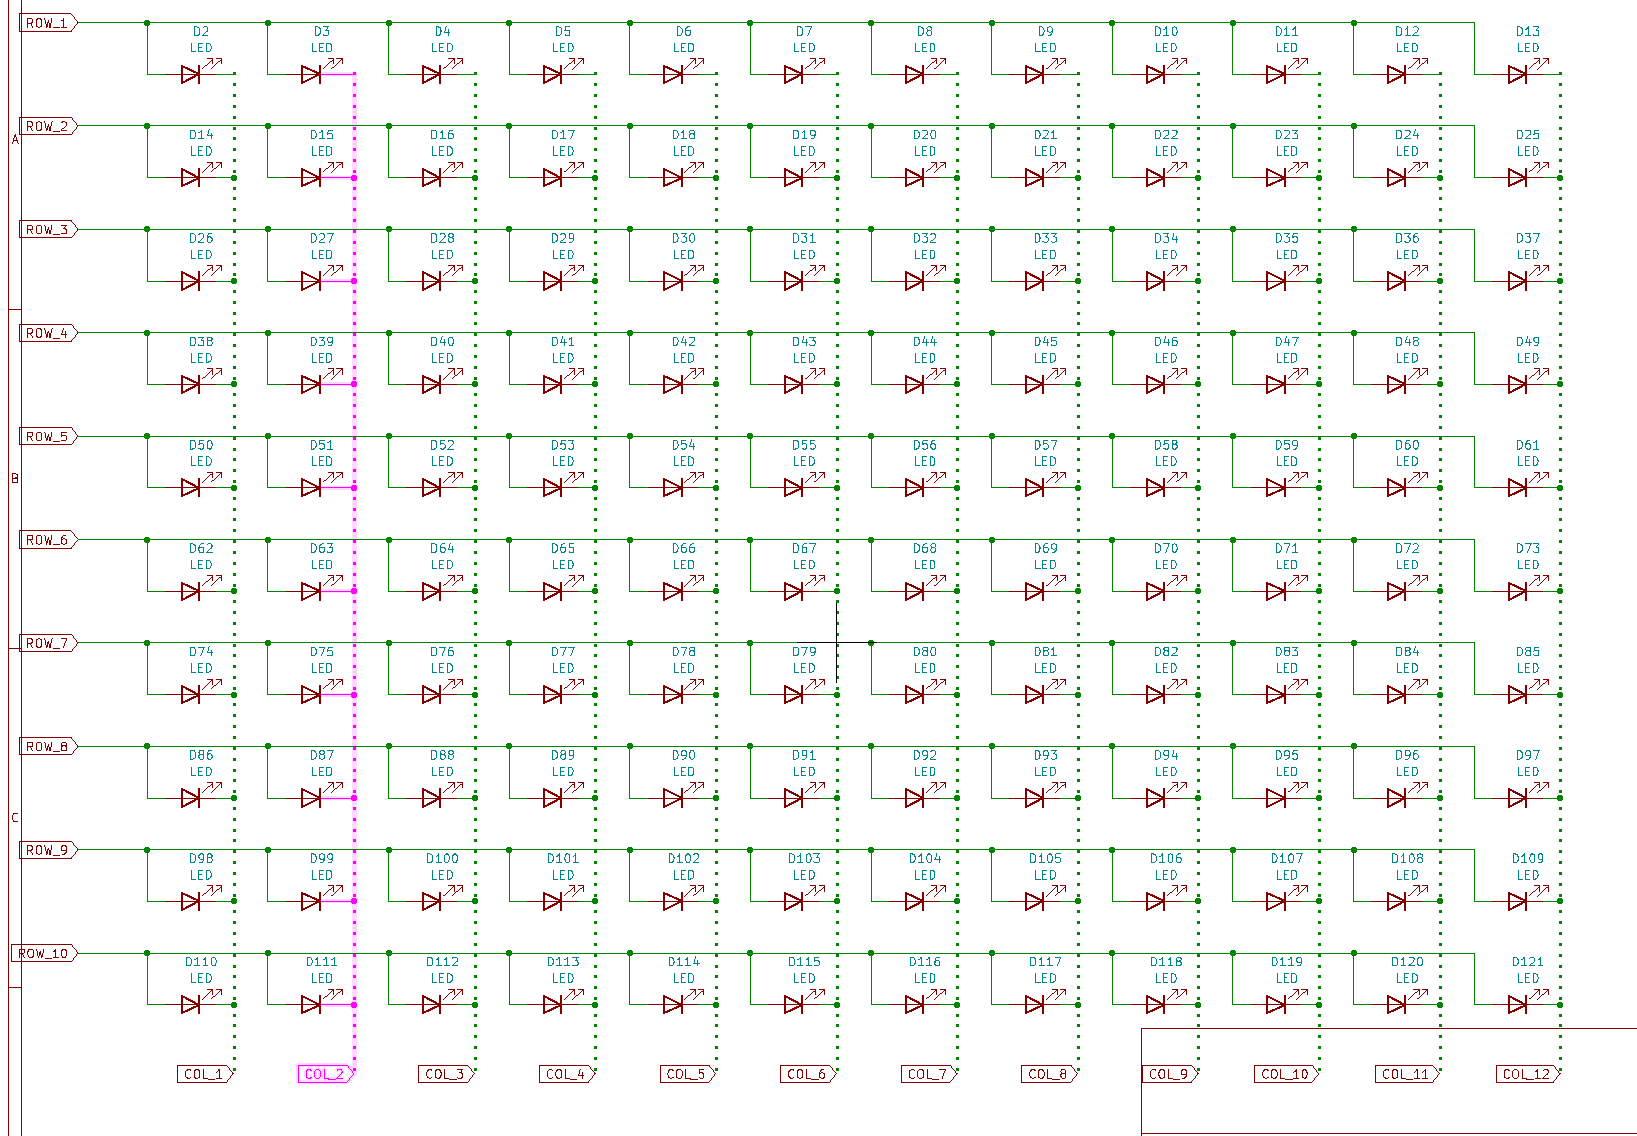 ROW_1
D2 D3 D4 D5 D6 D7 D8 D9 D10 D11 D12 D13
LED LED LED LED LED LED LED LED LED LED LED LED
ROW_2
A
D14 D15 D16 D17 D18 D19 D20 D21 D22 D23 D24 D25
LED LED LED LED LED LED LED LED LED LED LED LED
ROW_3
D26 D27 D28 D29 D30 D31 D32 D33 D34 D35 D36 D37
LED LED LED LED LED LED LED LED LED LED LED LED
ROW_4
D38 D39 D40 D41 D42 D43 D44 D45 D46 D47 D48 D49
LED LED LED LED LED LED LED LED LED LED LED LED
ROW_5
D50 D51 D52 D53 D54 D55 D56 D57 D58 D59 D60 D61
LED LED LED LED LED LED LED LED LED LED LED LED
B
ROW_6
D62 D63 D64 D65 D66 D67 D68 D69 D70 D71 D72 D73
LED LED LED LED LED LED LED LED LED LED LED LED
ROW_7
D74 D75 D76 D77 D78 D79 D80 D81 D82 D83 D84 D85
LED LED LED LED LED LED LED LED LED LED LED LED
ROW_8
D86 D87 D88 D89 D90 D91 D92 D93 D94 D95 D96 D97
LED LED LED LED LED LED LED LED LED LED LED LED
C
ROW_9
D98 D99 D100 D101 D102 D103 D104 D105 D106 D107 D108 D109
LED LED LED LED LED LED LED LED LED LED LED LED
ROW_10
D110 D111 D112 D113 D114 D115 D116 D117 D118 D119 D120 D121
LED LED LED LED LED LED LED LED LED LED LED LED
COL_1 COL_2 COL_3 COL_4 COL_5 COL_6 COL_7 COL_8 COL_9 COL_10 COL_11 COL_12